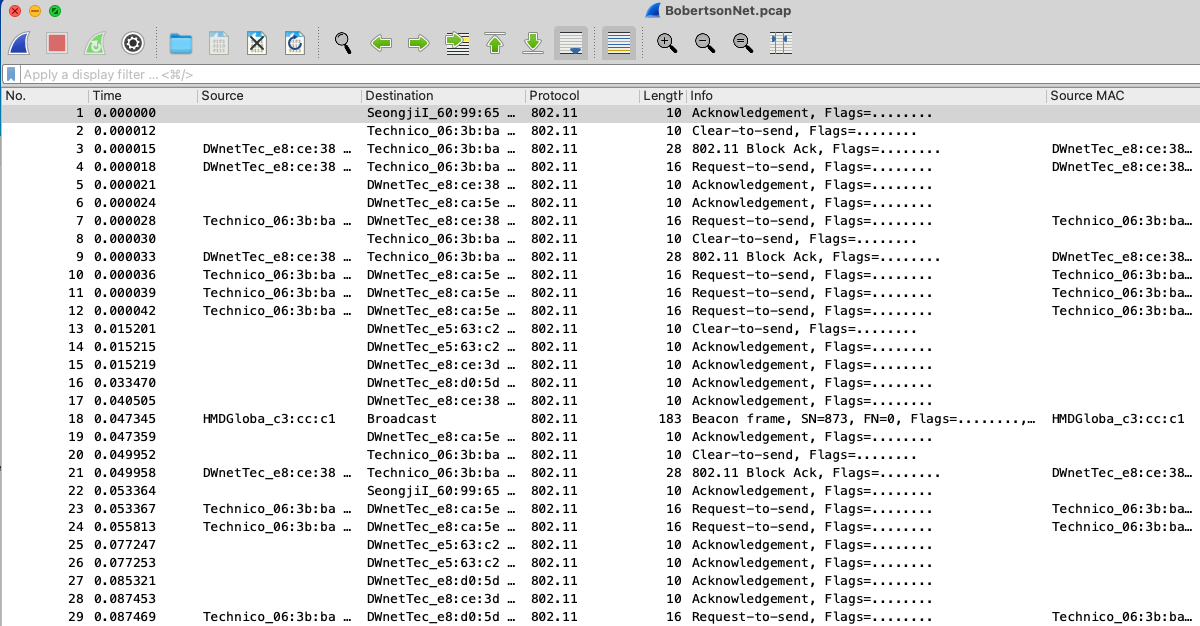 BobertsonNet.pcap
Apply a display filter ... <⌘/>
No. Time Source Destination Protocol Length Info Source MAC
1 0.000000 SeongjiI_60:99:65 … 802.11 10 Acknowledgement, Flags=........
2 0.000012 Technico_06:3b:ba … 802.11 10 Clear-to-send, Flags=........
3 0.000015 DWnetTec_e8:ce:38 … Technico_06:3b:ba … 802.11 28 802.11 Block Ack, Flags=........ DWnetTec_e8:ce:38…
4 0.000018 DWnetTec_e8:ce:38 … Technico_06:3b:ba … 802.11 16 Request-to-send, Flags=........ DWnetTec_e8:ce:38…
5 0.000021 DWnetTec_e8:ce:38 … 802.11 10 Acknowledgement, Flags=........
6 0.000024 DWnetTec_e8:ca:5e … 802.11 10 Acknowledgement, Flags=........
7 0.000028 Technico_06:3b:ba … DWnetTec_e8:ce:38 … 802.11 16 Request-to-send, Flags=........ Technico_06:3b:ba…
8 0.000030 Technico_06:3b:ba … 802.11 10 Clear-to-send, Flags=........
9 0.000033 DWnetTec_e8:ce:38 … Technico_06:3b:ba … 802.11 28 802.11 Block Ack, Flags=........ DWnetTec_e8:ce:38…
10 0.000036 Technico_06:3b:ba … DWnetTec_e8:ca:5e … 802.11 16 Request-to-send, Flags=........ Technico_06:3b:ba…
11 0.000039 Technico_06:3b:ba … DWnetTec_e8:ca:5e … 802.11 16 Request-to-send, Flags=........ Technico_06:3b:ba…
12 0.000042 Technico_06:3b:ba … DWnetTec_e8:ca:5e … 802.11 16 Request-to-send, Flags=........ Technico_06:3b:ba…
13 0.015201 DWnetTec_e5:63:c2 … 802.11 10 Clear-to-send, Flags=........
14 0.015215 DWnetTec_e5:63:c2 … 802.11 10 Acknowledgement, Flags=........
15 0.015219 DWnetTec_e8:ce:3d … 802.11 10 Acknowledgement, Flags=........
16 0.033470 DWnetTec_e8:d0:5d … 802.11 10 Acknowledgement, Flags=........
17 0.040505 DWnetTec_e8:ce:38 … 802.11 10 Acknowledgement, Flags=........
18 0.047345 HMDGloba_c3:cc:c1 Broadcast 802.11 183 Beacon frame, SN=873, FN=0, Flags=........,… HMDGloba_c3:cc:c1
19 0.047359 DWnetTec_e8:ca:5e … 802.11 10 Acknowledgement, Flags=........
20 0.049952 Technico_06:3b:ba … 802.11 10 Clear-to-send, Flags=........
21 0.049958 DWnetTec_e8:ce:38 … Technico_06:3b:ba … 802.11 28 802.11 Block Ack, Flags=........ DWnetTec_e8:ce:38…
22 0.053364 SeongjiI_60:99:65 … 802.11 10 Acknowledgement, Flags=........
23 0.053367 Technico_06:3b:ba … DWnetTec_e8:ca:5e … 802.11 16 Request-to-send, Flags=........ Technico_06:3b:ba…
24 0.055813 Technico_06:3b:ba … DWnetTec_e8:ca:5e … 802.11 16 Request-to-send, Flags=........ Technico_06:3b:ba…
25 0.077247 DWnetTec_e5:63:c2 … 802.11 10 Acknowledgement, Flags=........
26 0.077253 DWnetTec_e5:63:c2 … 802.11 10 Acknowledgement, Flags=........
27 0.085321 DWnetTec_e8:d0:5d … 802.11 10 Acknowledgement, Flags=........
28 0.087453 DWnetTec_e8:ce:3d … 802.11 10 Acknowledgement, Flags=........
29 0.087469 Technico_06:3b:ba … DWnetTec_e8:d0:5d … 802.11 16 Request-to-send, Flags=........ Technico_06:3b:ba…